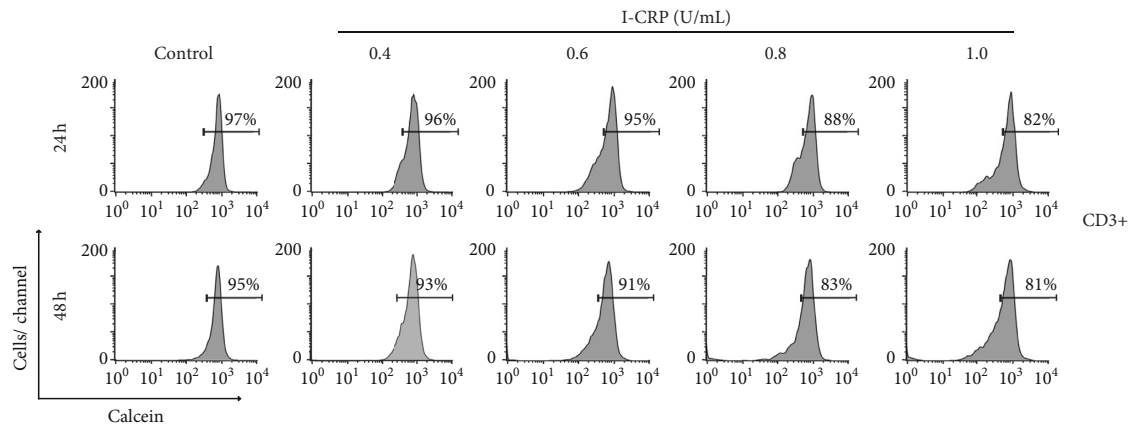 I-CRP (U/mL)
Control 0.4 0.6 0.8 1.0
24 h
200 200 200 200 200
97% 96% 95% 88% 82%
0 0 0 0 0
10⁰ 10¹ 10² 10³ 10⁴ 10⁰ 10¹ 10² 10³ 10⁴ 10⁰ 10¹ 10² 10³ 10⁴ 10⁰ 10¹ 10² 10³ 10⁴ 10⁰ 10¹ 10² 10³ 10⁴
CD3+
48 h
200 200 200 200 200
95% 93% 91% 83% 81%
0 0 0 0 0
10⁰ 10¹ 10² 10³ 10⁴ 10⁰ 10¹ 10² 10³ 10⁴ 10⁰ 10¹ 10² 10³ 10⁴ 10⁰ 10¹ 10² 10³ 10⁴ 10⁰ 10¹ 10² 10³ 10⁴
Cells/ channel
Calcein